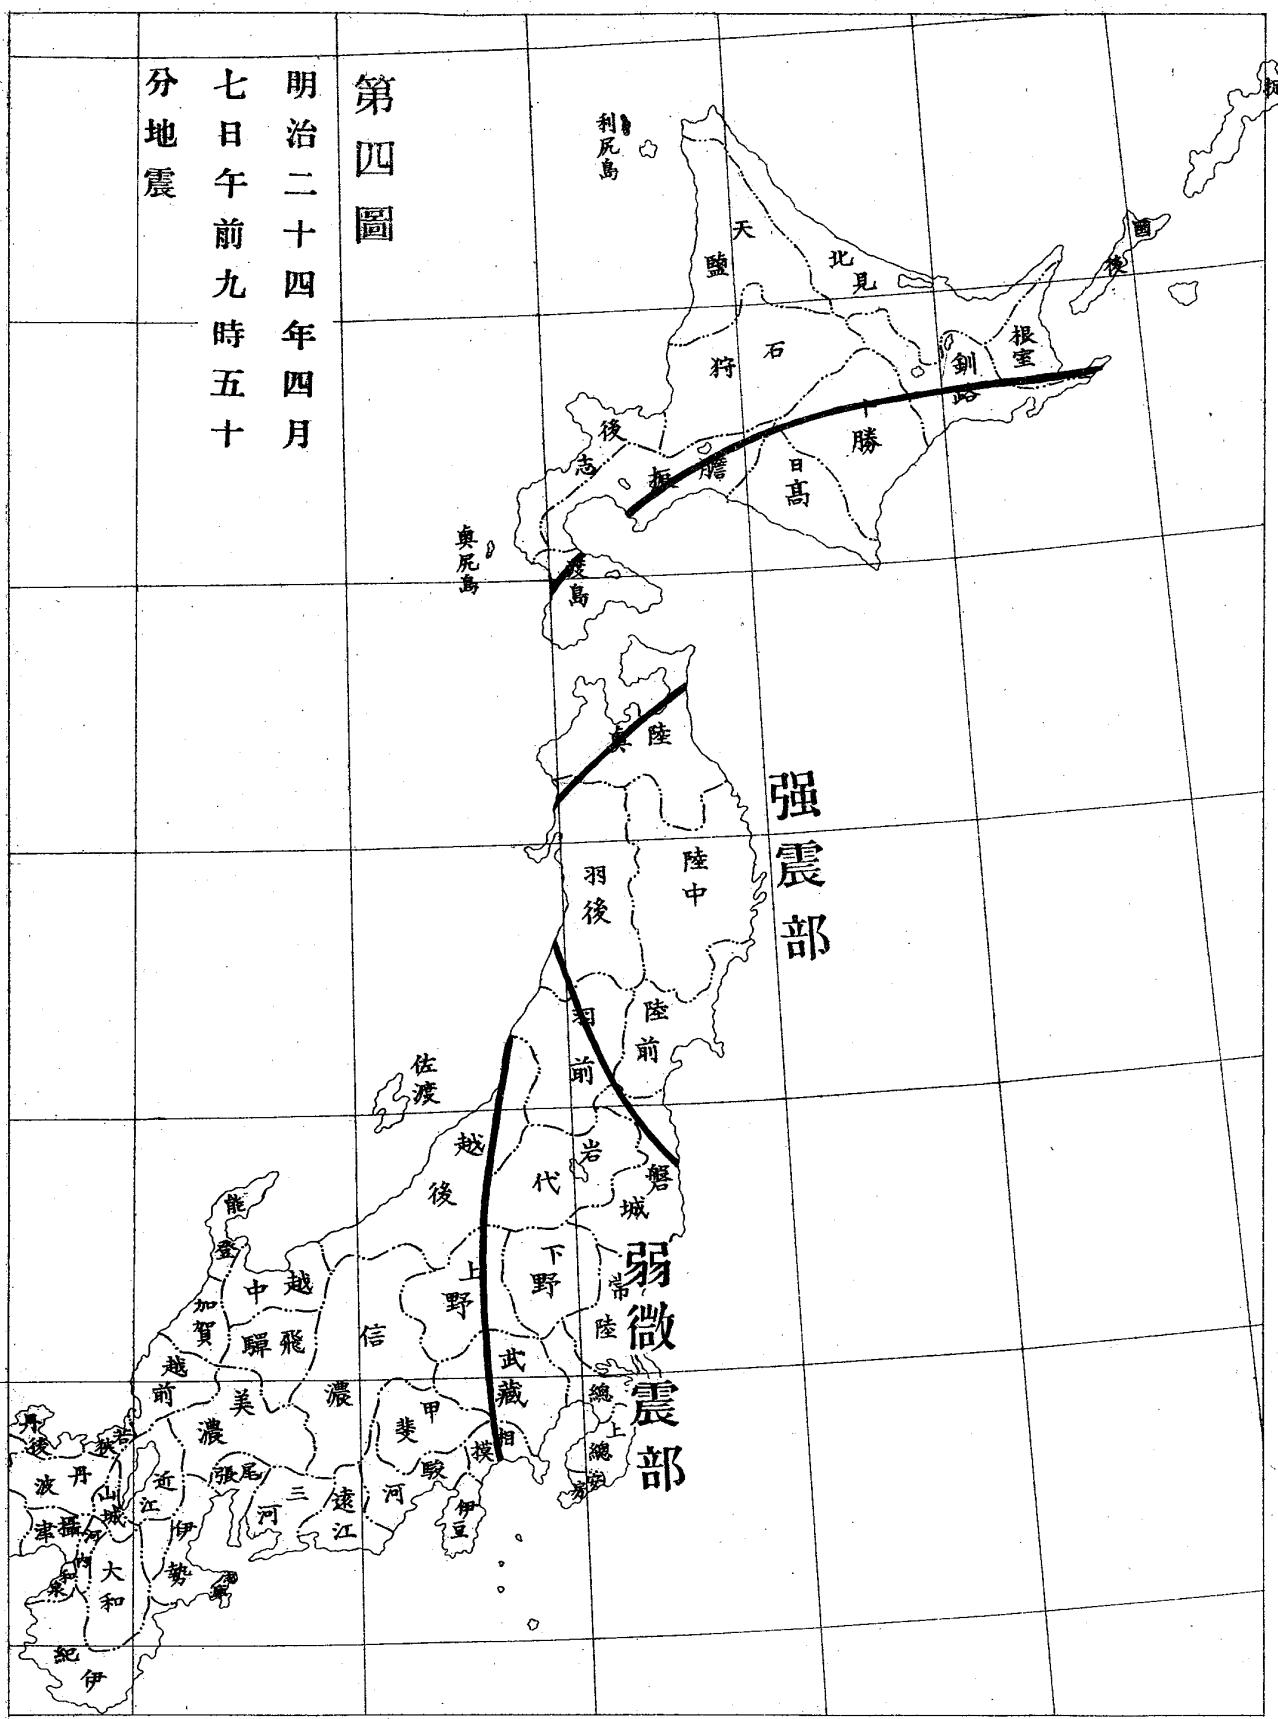 第四圖
明治二十四年四月
七日午前九時五十
分地震
利尻島
天鹽
北見
國後
石狩
根室
釧路
十勝
後志
膽振
日高
奥尻島
渡島
陸奥
强震部
陸中
羽後
陸前
羽前
佐渡
越後
岩代
磐城
弱微震部
能登
越中
上野
下野
常陸
加賀
飛驒
信濃
武藏
越前
美濃
甲斐
相摸
總
上總
安房
丹後
若狹
丹波
近江
尾張
三河
遠江
駿河
伊豆
山城
攝津
河内
和泉
大和
伊勢
紀伊